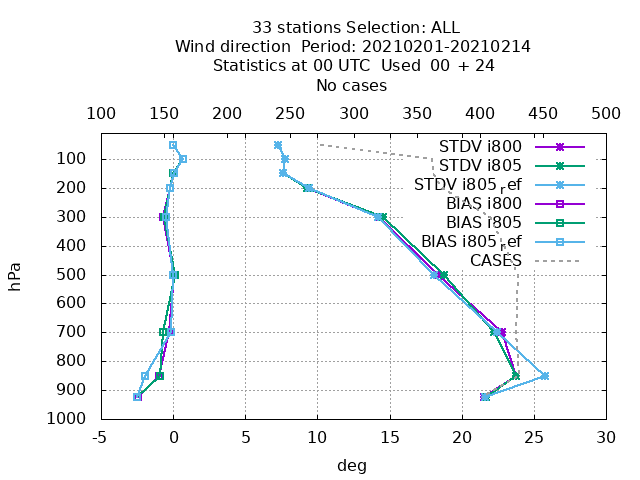 33 stations Selection: ALL
Wind direction  Period: 20210201-20210214
Statistics at 00 UTC  Used  00 + 24
No cases
100 150 200 250 300 350 400 450 500
STDV i800
STDV i805
STDV i805ref
BIAS i800
BIAS i805
BIAS i805ref
CASES
hPa
100
200
300
400
500
600
700
800
900
1000
-5 0 5 10 15 20 25 30
deg